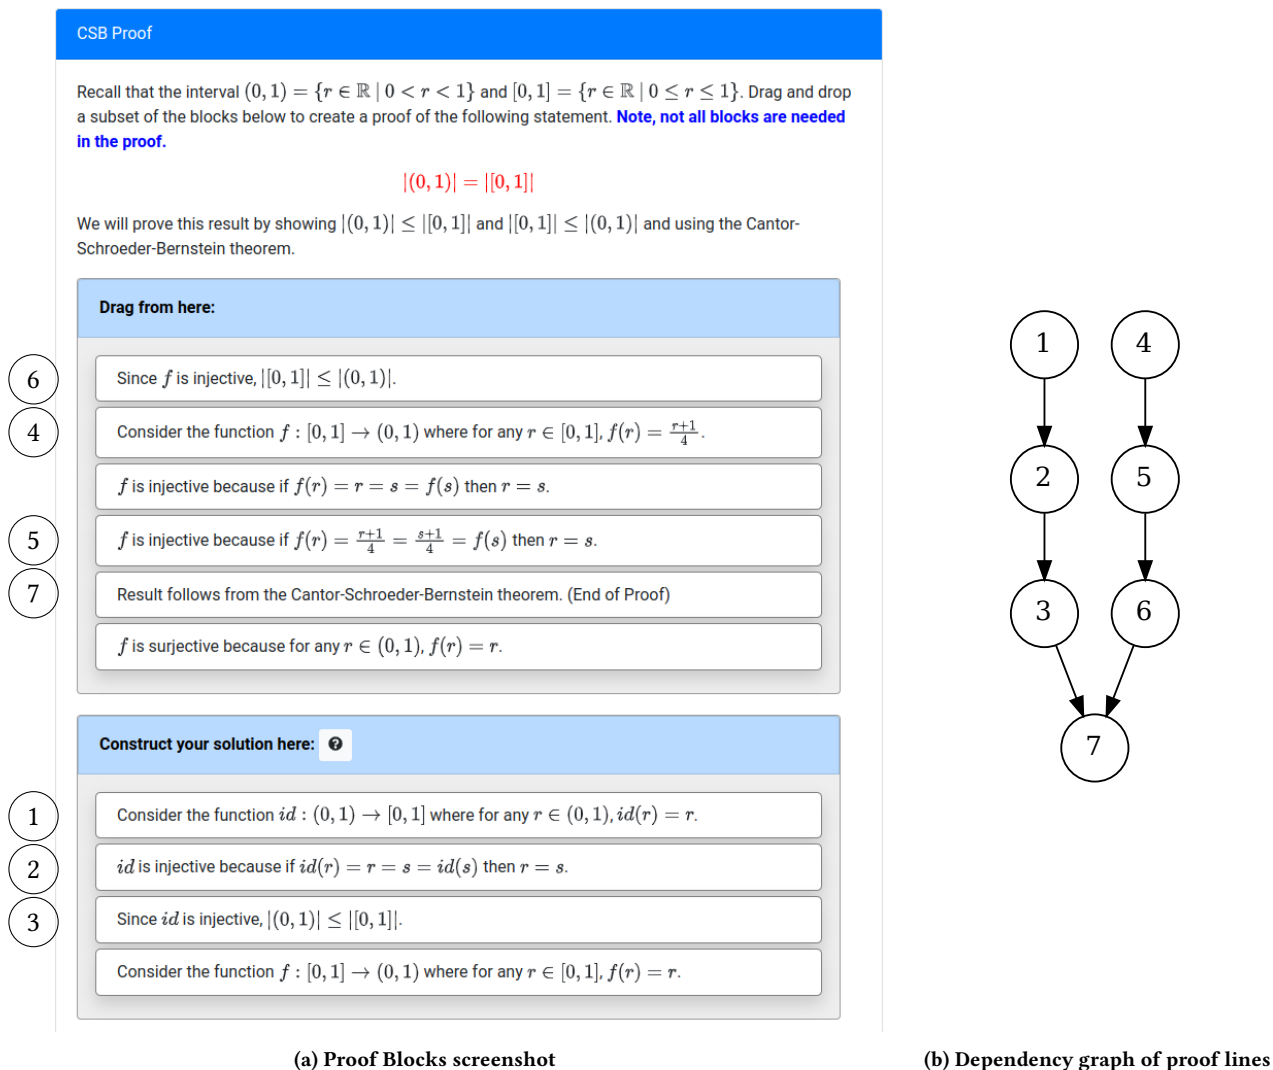 CSB Proof
Recall that the interval (0, 1) = {r ∈ ℝ | 0 < r < 1} and [0, 1] = {r ∈ ℝ | 0 ≤ r ≤ 1}. Drag and drop
a subset of the blocks below to create a proof of the following statement. Note, not all blocks are needed
in the proof.
|(0, 1)| = |[0, 1]|
We will prove this result by showing |(0, 1)| ≤ |[0, 1]| and |[0, 1]| ≤ |(0, 1)| and using the Cantor-
Schroeder-Bernstein theorem.
Drag from here:
6 Since f is injective, |[0, 1]| ≤ |(0, 1)|.
4 Consider the function f : [0, 1] → (0, 1) where for any r ∈ [0, 1], f(r) = \frac{r+1}{4}.
f is injective because if f(r) = r = s = f(s) then r = s.
5 f is injective because if f(r) = \frac{r+1}{4} = \frac{s+1}{4} = f(s) then r = s.
7 Result follows from the Cantor-Schroeder-Bernstein theorem. (End of Proof)
f is surjective because for any r ∈ (0, 1), f(r) = r.
Construct your solution here: ?
1 Consider the function id : (0, 1) → [0, 1] where for any r ∈ (0, 1), id(r) = r.
2 id is injective because if id(r) = r = s = id(s) then r = s.
3 Since id is injective, |(0, 1)| ≤ |[0, 1]|.
Consider the function f : [0, 1] → (0, 1) where for any r ∈ [0, 1], f(r) = r.
(a) Proof Blocks screenshot
1 4
2 5
3 6
7
(b) Dependency graph of proof lines